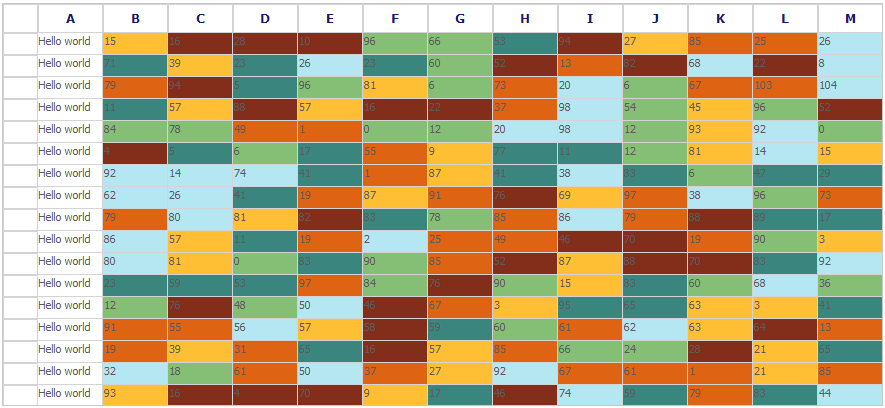 A B C D E F G H I J K L M
Hello world 15 16 28 10 96 66 53 94 27 85 25 26
Hello world 71 39 23 26 23 60 52 13 82 68 22 8
Hello world 79 94 5 96 81 6 73 20 6 67 103 104
Hello world 11 57 88 57 16 22 37 98 54 45 96 52
Hello world 84 78 49 1 0 12 20 98 12 93 92 0
Hello world 4 5 6 17 55 9 77 11 12 81 14 15
Hello world 92 14 74 41 1 87 41 38 83 6 47 29
Hello world 62 26 41 19 87 91 76 69 97 38 96 73
Hello world 79 80 81 82 83 78 85 86 79 88 89 17
Hello world 86 57 11 19 2 25 49 46 70 19 90 3
Hello world 80 81 0 83 90 85 52 87 88 70 83 92
Hello world 23 59 53 97 84 76 90 15 83 60 68 36
Hello world 12 76 48 50 46 67 3 95 65 63 3 41
Hello world 91 55 56 57 58 59 60 61 62 63 64 13
Hello world 19 39 31 65 16 57 85 66 24 28 21 65
Hello world 32 18 61 50 37 27 92 67 61 1 21 85
Hello world 93 16 4 70 9 17 46 74 59 79 83 44